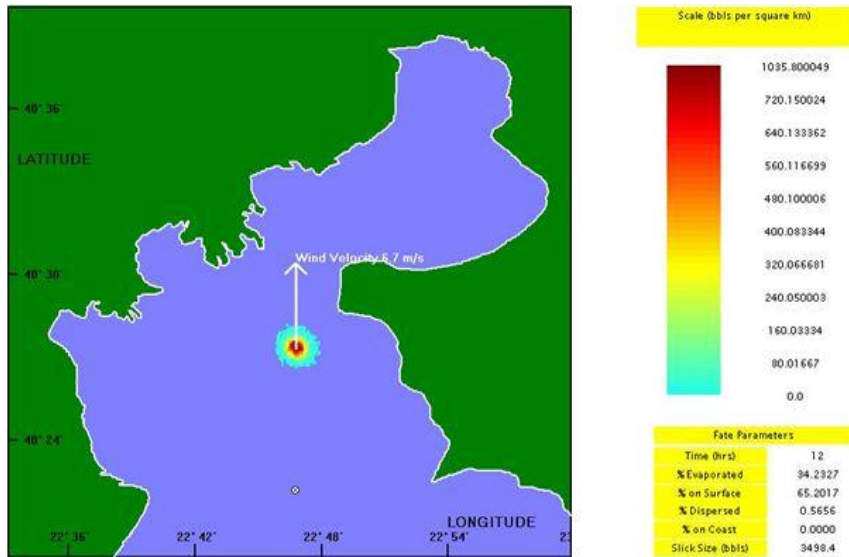 Scale (bbls per square km)
1035.800049
720.150024
640.133362
560.116699
480.100006
400.083344
320.066681
240.050003
160.03334
80.01667
0.0
40° 36'
LATITUDE
Wind Velocity 6.7 m/s
40° 30'
40° 24'
LONGITUDE
22° 36' 22° 42' 22° 48' 22° 54' 23
Fate Parameters
Time (hrs) 12
% Evaporated 34.2327
% on Surface 65.2017
% Dispersed 0.5656
% on Coast 0.0000
Slick Size (bbls) 3498.4